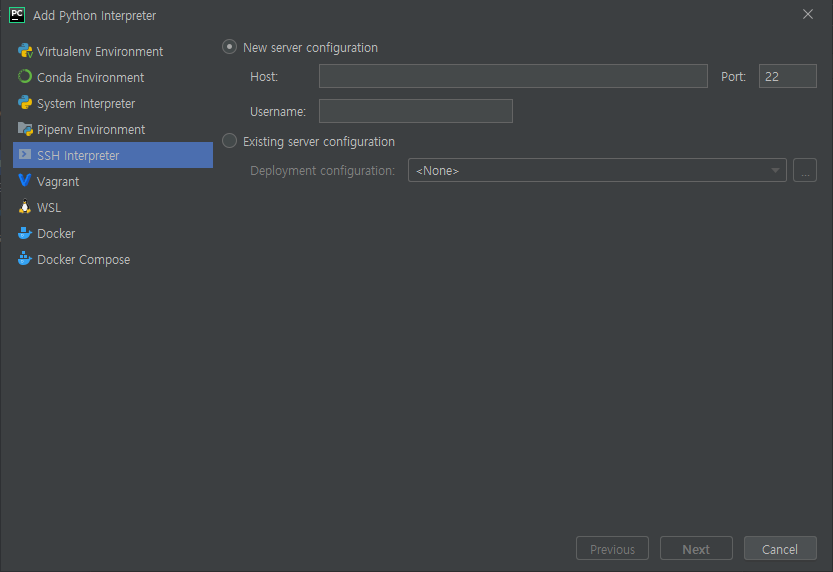 PC Add Python Interpreter
Virtualenv Environment
Conda Environment
System Interpreter
Pipenv Environment
SSH Interpreter
Vagrant
WSL
Docker
Docker Compose
New server configuration
Host: Port: 22
Username:
Existing server configuration
Deployment configuration: <None> ...
Previous Next Cancel